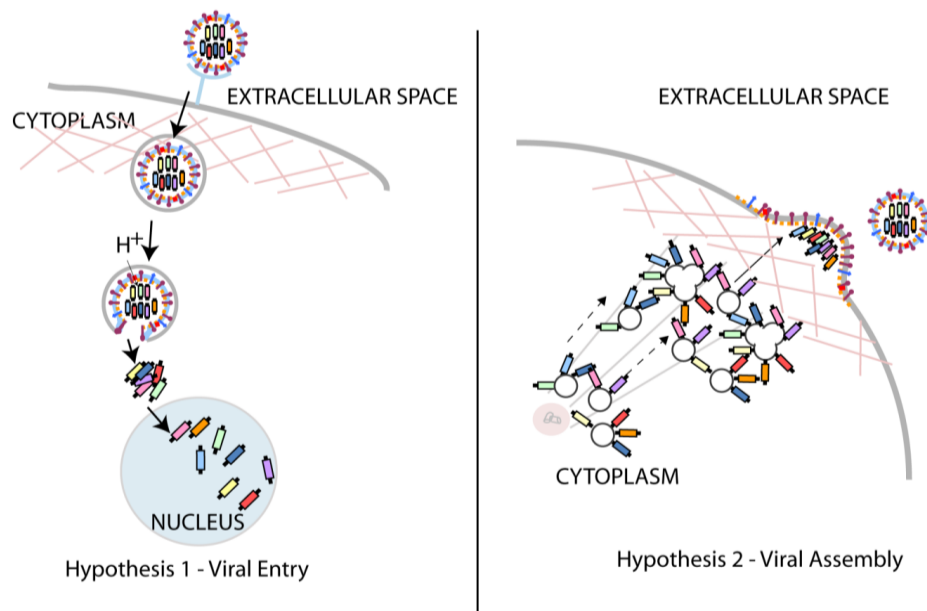 EXTRACELLULAR SPACE
CYTOPLASM
H+
NUCLEUS
Hypothesis 1 - Viral Entry
EXTRACELLULAR SPACE
CYTOPLASM
Hypothesis 2 - Viral Assembly